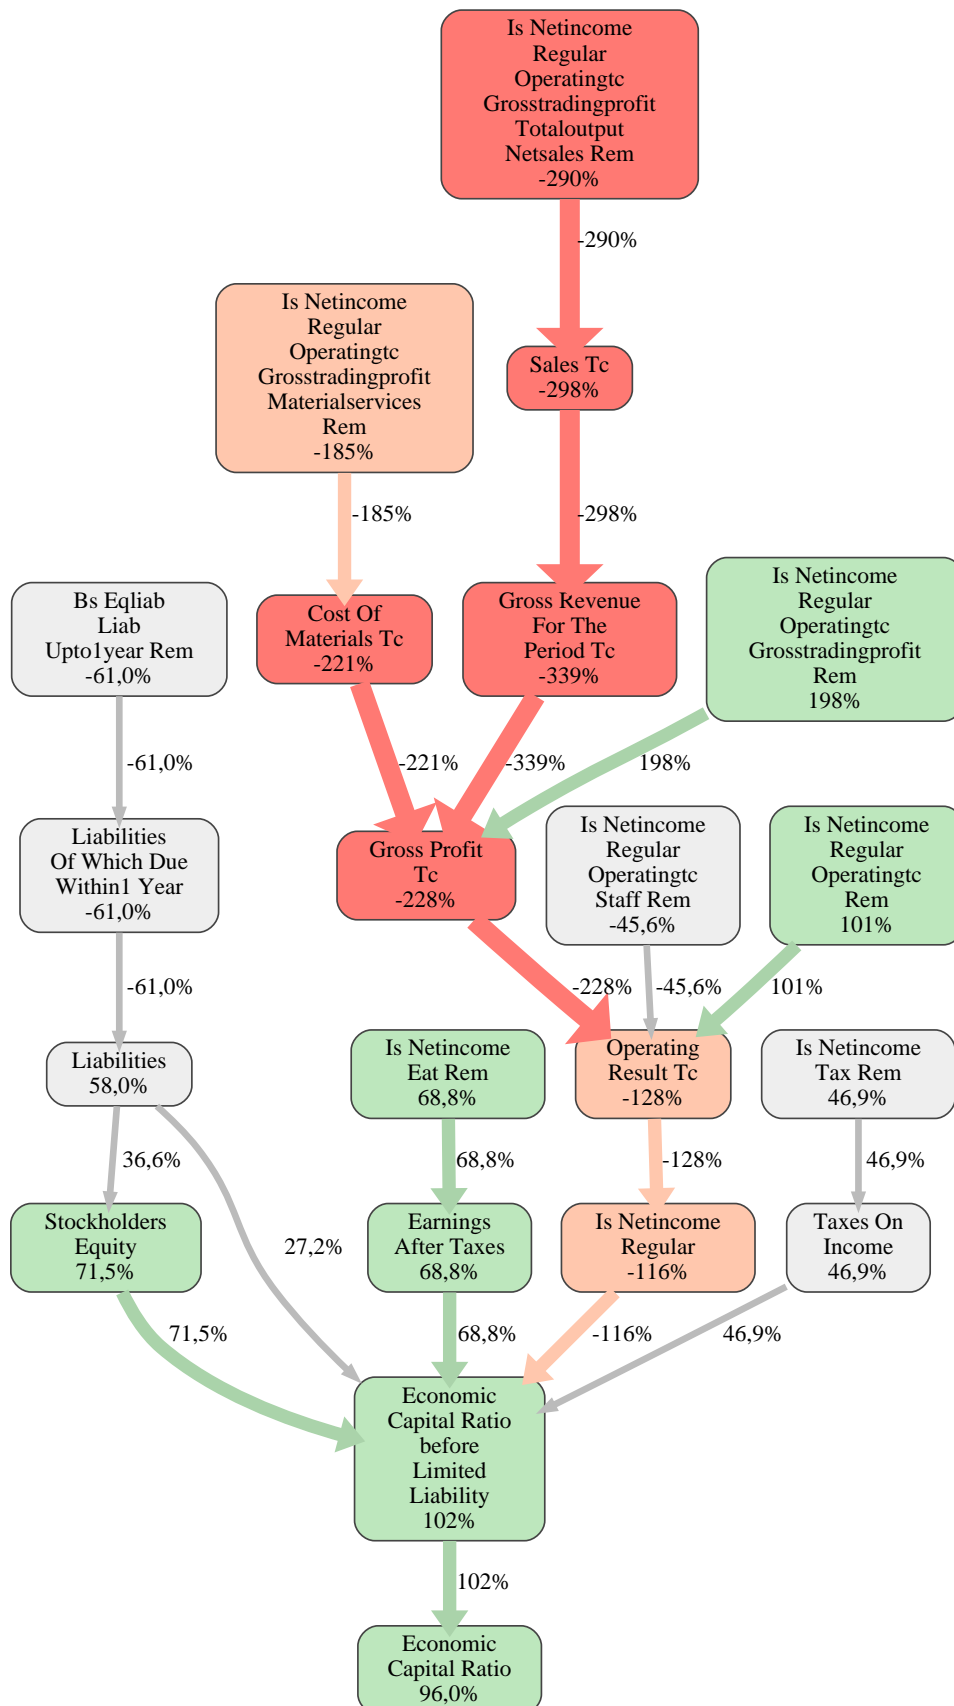 Is Netincome
Regular
Operatingtc
Grosstradingprofit
Totaloutput
Netsales Rem
-290%
-290%
Is Netincome
Regular
Operatingtc
Grosstradingprofit
Materialservices
Rem
-185%
Sales Tc
-298%
-185%
-298%
Bs Eqliab
Liab
Upto1year Rem
-61,0%
Cost Of
Materials Tc
-221%
Gross Revenue
For The
Period Tc
-339%
Is Netincome
Regular
Operatingtc
Grosstradingprofit
Rem
198%
-61,0%
-221%
-339%
198%
Liabilities
Of Which Due
Within1 Year
-61,0%
Gross Profit
Tc
-228%
Is Netincome
Regular
Operatingtc
Staff Rem
-45,6%
Is Netincome
Regular
Operatingtc
Rem
101%
-61,0%
-228%
-45,6%
101%
Liabilities
58,0%
Is Netincome
Eat Rem
68,8%
Operating
Result Tc
-128%
Is Netincome
Tax Rem
46,9%
36,6%
68,8%
-128%
46,9%
Stockholders
Equity
71,5%
27,2%
Earnings
After Taxes
68,8%
Is Netincome
Regular
-116%
Taxes On
Income
46,9%
71,5%
68,8%
-116%
46,9%
Economic
Capital Ratio
before
Limited
Liability
102%
102%
Economic
Capital Ratio
96,0%